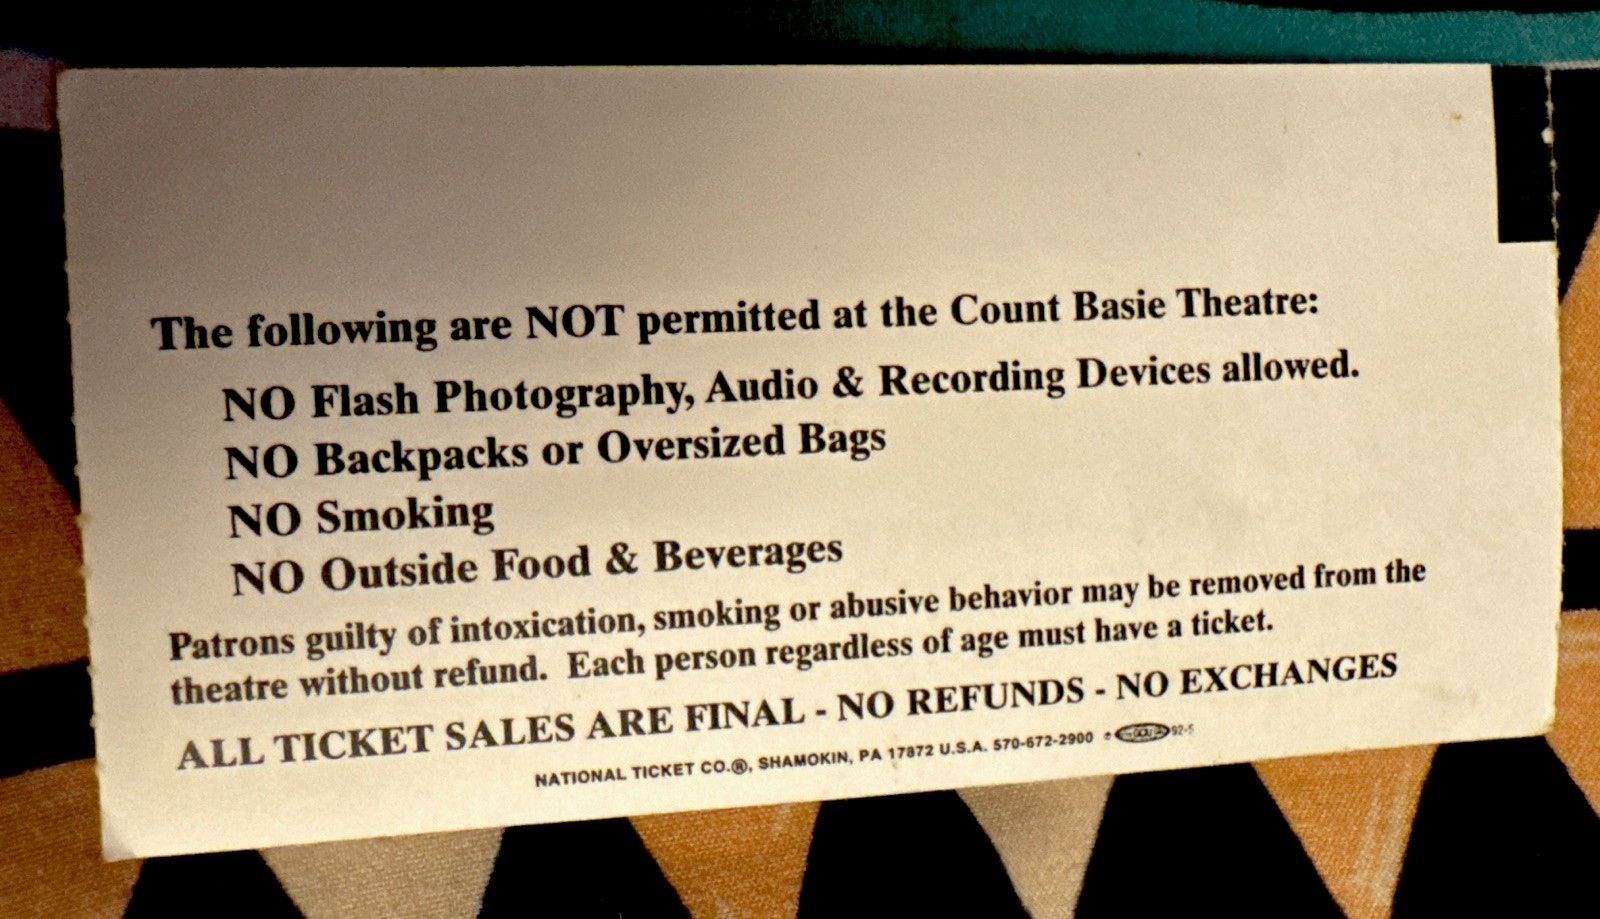 The following are NOT permitted at the Count Basie Theatre:
NO Flash Photography, Audio & Recording Devices allowed.
NO Backpacks or Oversized Bags
NO Smoking
NO Outside Food & Beverages
Patrons guilty of intoxication, smoking or abusive behavior may be removed from the
theatre without refund. Each person regardless of age must have a ticket.
ALL TICKET SALES ARE FINAL - NO REFUNDS - NO EXCHANGES
NATIONAL TICKET CO.®, SHAMOKIN, PA 17872 U.S.A. 570-672-2900 92-5